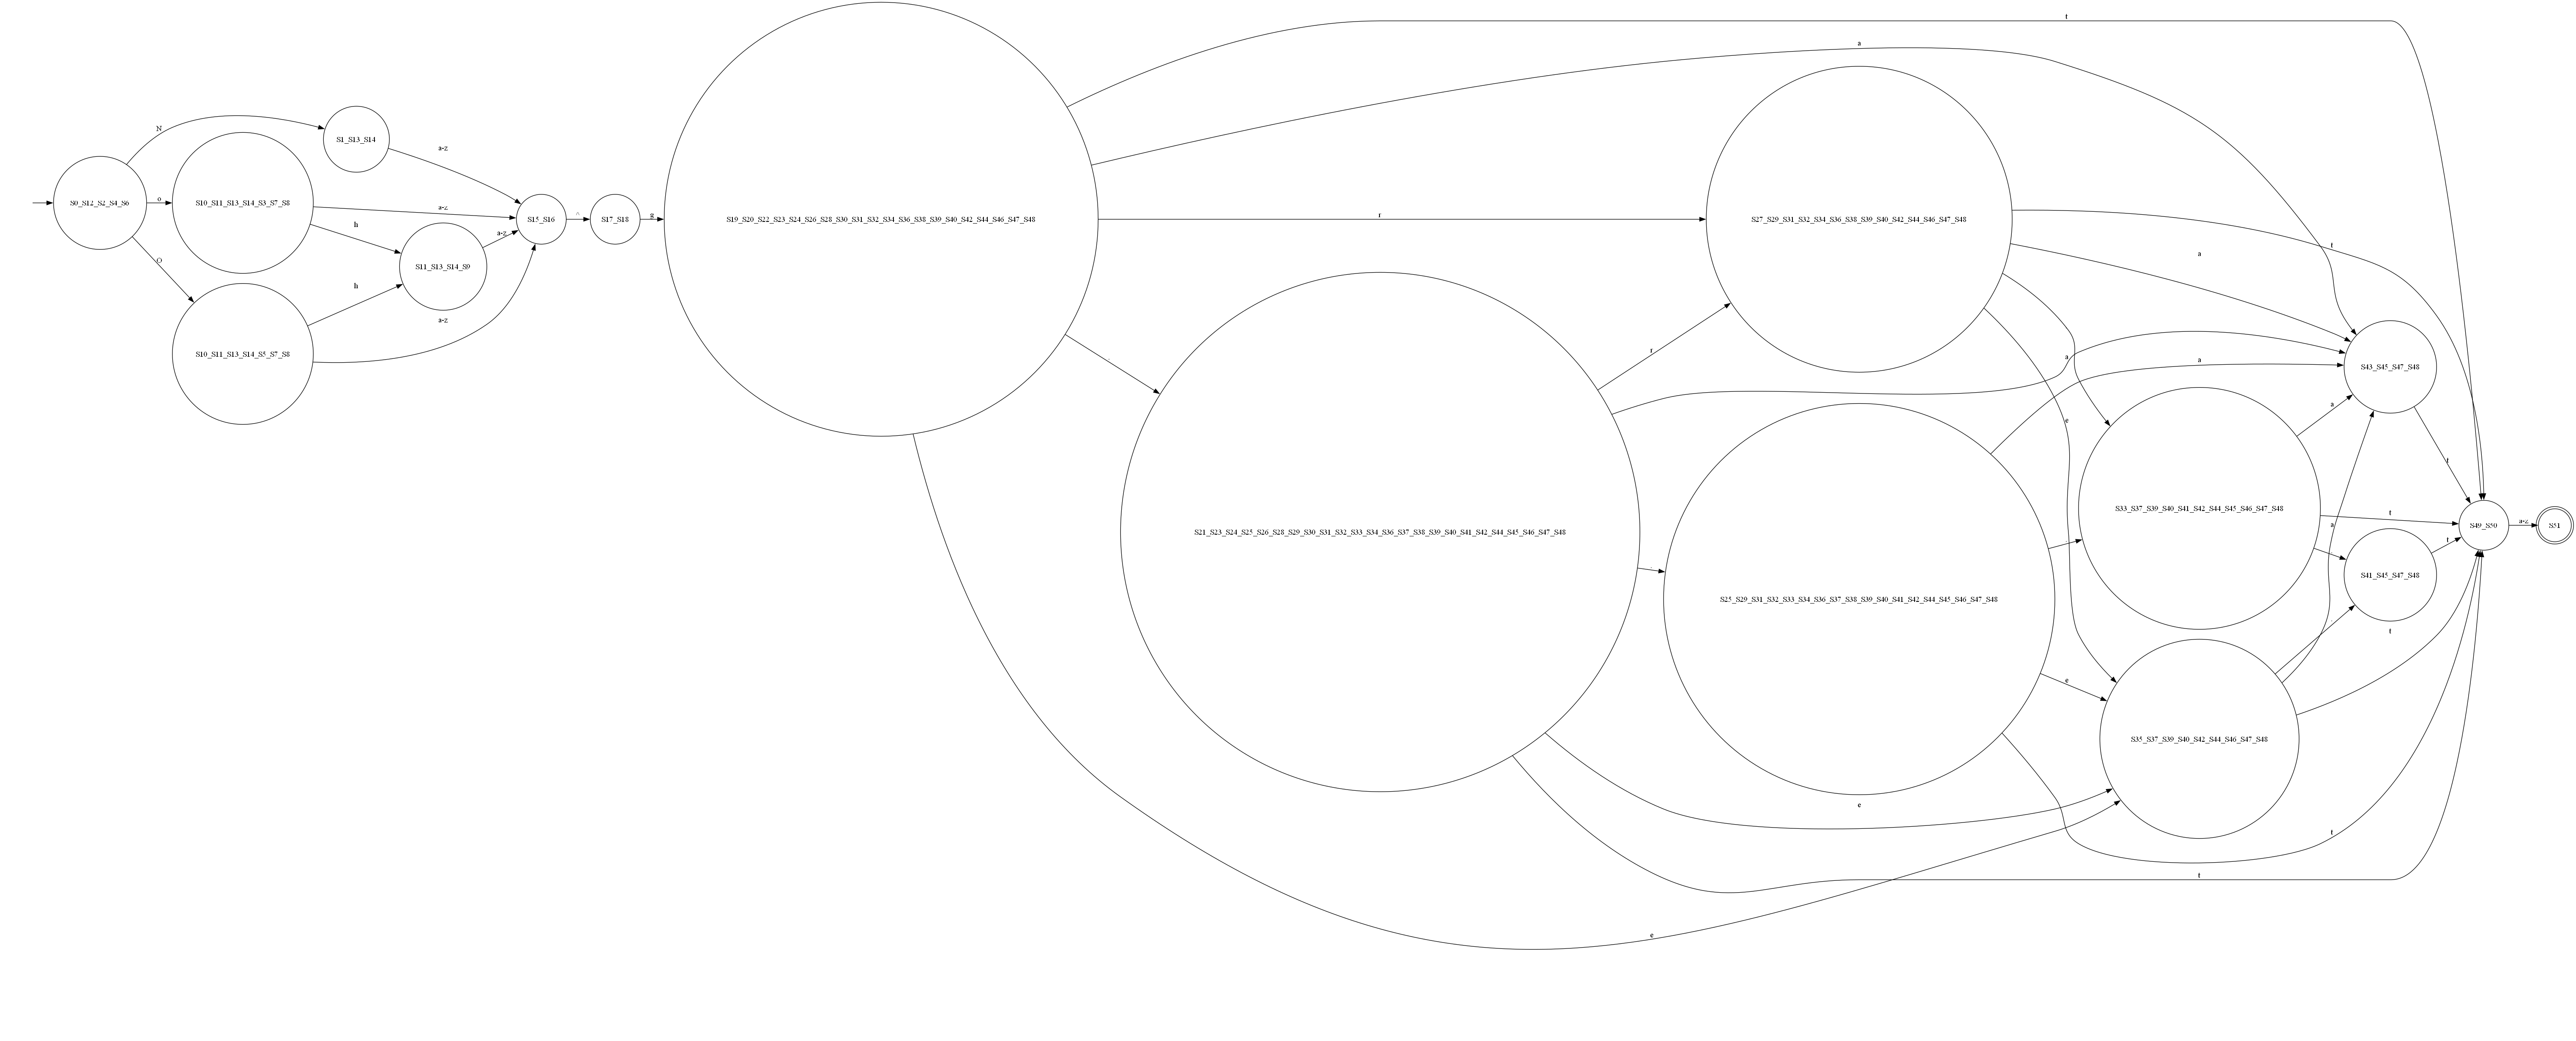 N
S1_S13_S14
a-z
S0_S12_S2_S4_S6
o
S10_S11_S13_S14_S3_S7_S8
a-z
h
O
S10_S11_S13_S14_S5_S7_S8
h
a-z
S11_S13_S14_S9
a-z
S15_S16
^
S17_S18
g
S19_S20_S22_S23_S24_S26_S28_S30_S31_S32_S34_S36_S38_S39_S40_S42_S44_S46_S47_S48
t
a
r
e
S21_S23_S24_S25_S26_S28_S29_S30_S31_S32_S33_S34_S36_S37_S38_S39_S40_S41_S42_S44_S45_S46_S47_S48
r
a
e
t
S27_S29_S31_S32_S34_S36_S38_S39_S40_S42_S44_S46_S47_S48
t
a
e
S25_S29_S31_S32_S33_S34_S36_S37_S38_S39_S40_S41_S42_S44_S45_S46_S47_S48
a
e
t
S33_S37_S39_S40_S41_S42_S44_S45_S46_S47_S48
a
t
S35_S37_S39_S40_S42_S44_S46_S47_S48
a
t
S43_S45_S47_S48
t
S41_S45_S47_S48
t
S49_S50
a-z
S51